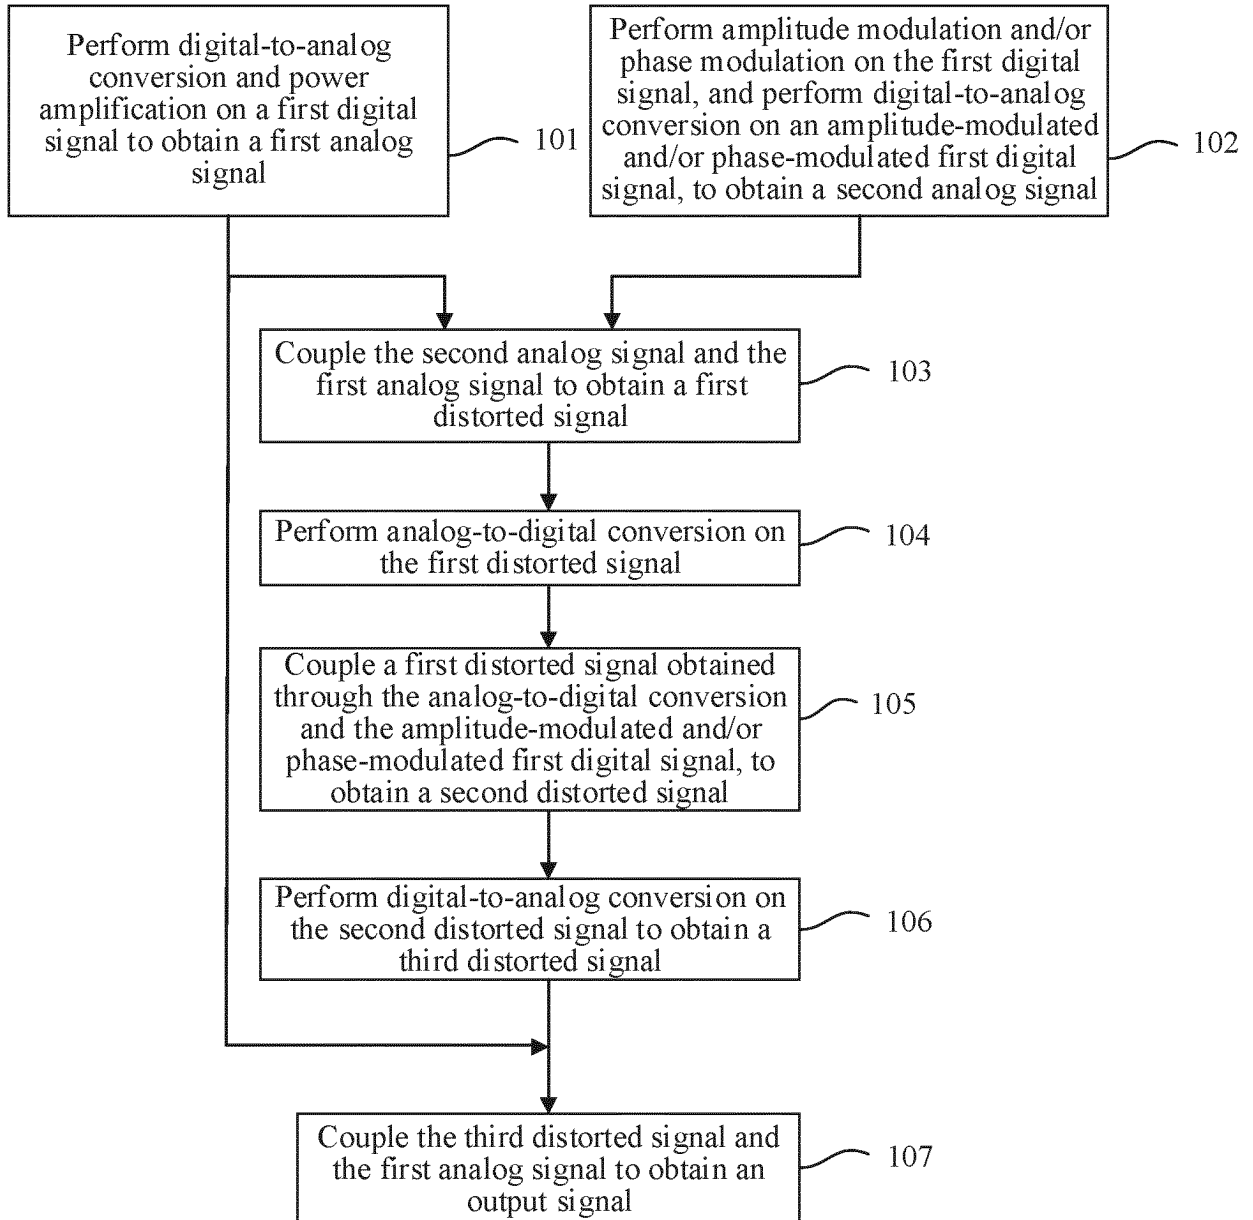 Perform digital-to-analog
conversion and power
amplification on a first digital
signal to obtain a first analog
signal
101
Perform amplitude modulation and/or
phase modulation on the first digital
signal, and perform digital-to-analog
conversion on an amplitude-modulated
and/or phase-modulated first digital
signal, to obtain a second analog signal
102
Couple the second analog signal and the
first analog signal to obtain a first
distorted signal
103
Perform analog-to-digital conversion on
the first distorted signal
104
Couple a first distorted signal obtained
through the analog-to-digital conversion
and the amplitude-modulated and/or
phase-modulated first digital signal, to
obtain a second distorted signal
105
Perform digital-to-analog conversion on
the second distorted signal to obtain a
third distorted signal
106
Couple the third distorted signal and
the first analog signal to obtain an
output signal
107